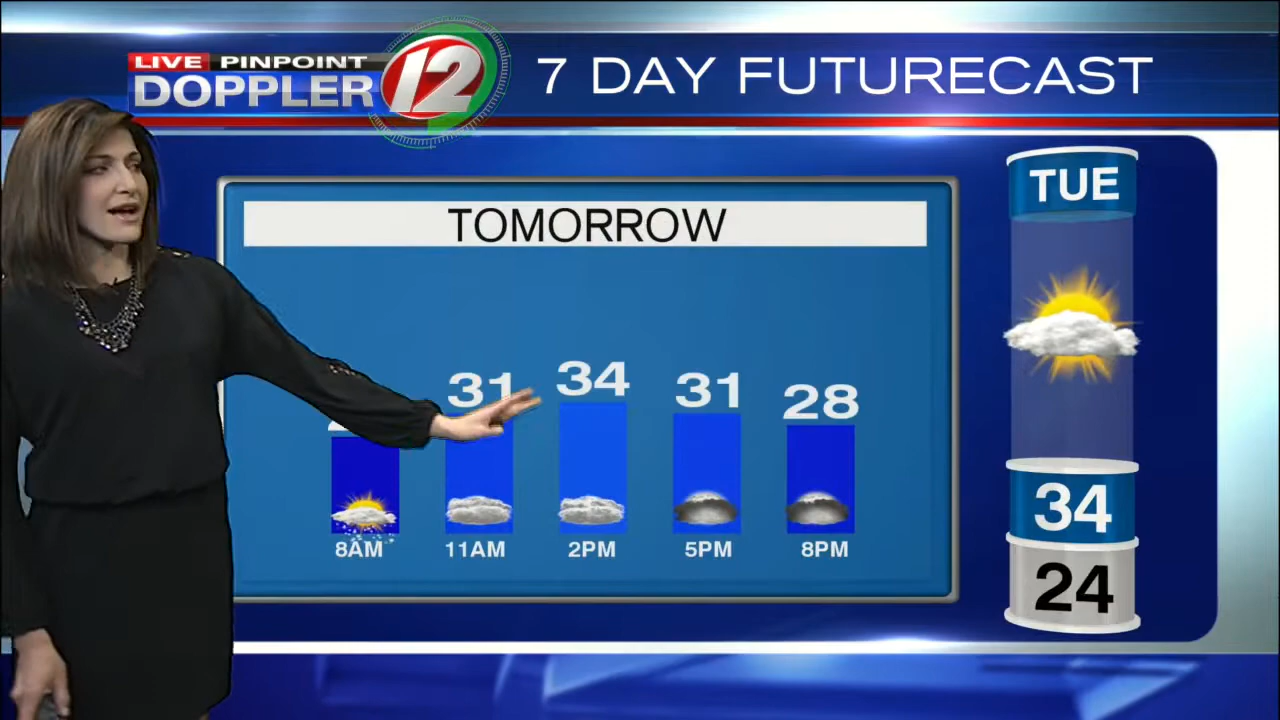 LIVE PINPOINT
DOPPLER 12
7 DAY FUTURECAST
TUE
TOMORROW
31 34 31 28
8AM 11AM 2PM 5PM 8PM
34
24